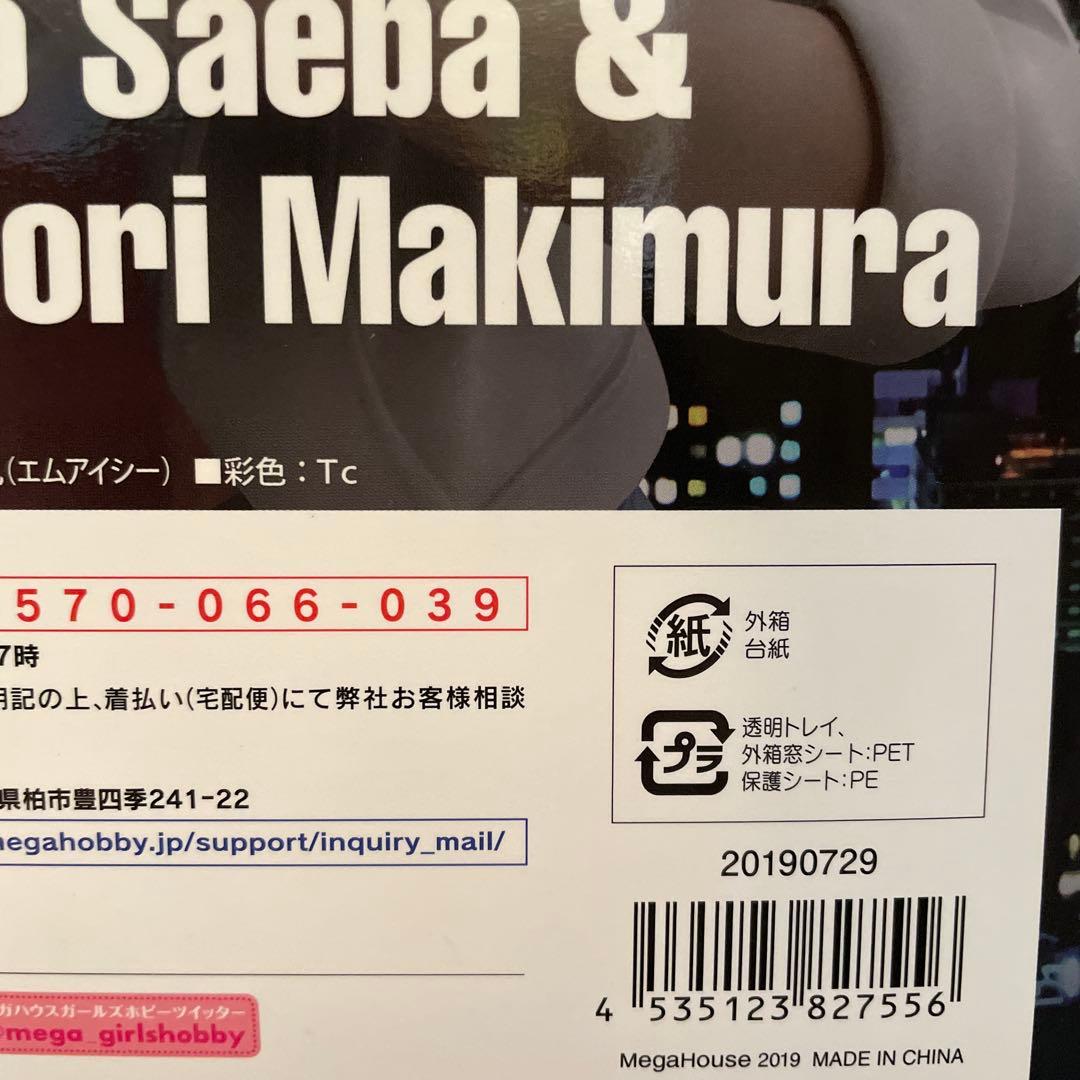 o Saeba &
ori Makimura
(エムアイシー) ■彩色：Tc
570-066-039
7時
明記の上、着払い(宅配便)にて弊社お客様相談
県柏市豊四季241-22
megahobby.jp/support/inquiry_mail/
紙 外箱
台紙
プラ 透明トレイ、
外箱窓シート：PET
保護シート：PE
20190729
4 535123 827556
MegaHouse 2019 MADE IN CHINA
ガハウスガールズホビーツイッター
@mega_girlshobby